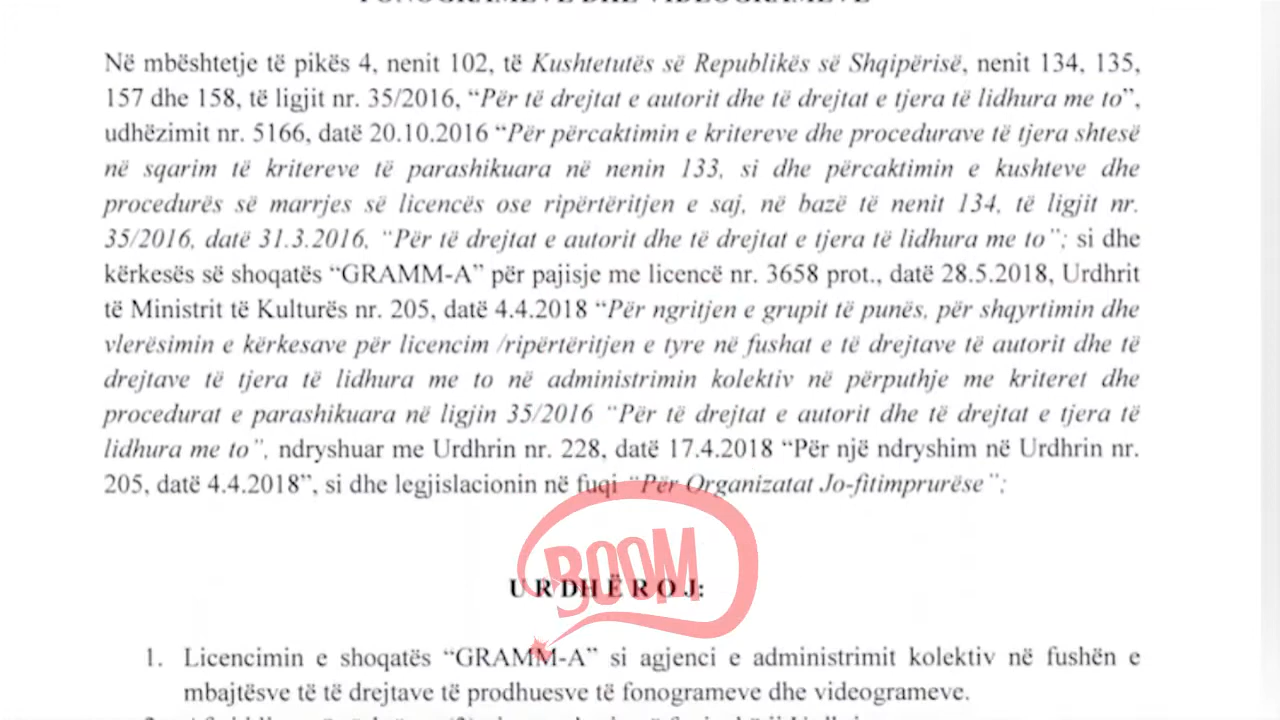 FONOGRAMEVE DHE VIDEOGRAMEVE
Në mbështetje të pikës 4, nenit 102, të Kushtetutës së Republikës së Shqipërisë, nenit 134, 135,
157 dhe 158, të ligjit nr. 35/2016, “Për të drejtat e autorit dhe të drejtat e tjera të lidhura me to”,
udhëzimit nr. 5166, datë 20.10.2016 “Për përcaktimin e kritereve dhe procedurave të tjera shtesë
në sqarim të kritereve të parashikuara në nenin 133, si dhe përcaktimin e kushteve dhe
procedurës së marrjes së licencës ose ripërtëritjen e saj, në bazë të nenit 134, të ligjit nr.
35/2016, datë 31.3.2016, “Për të drejtat e autorit dhe të drejtat e tjera të lidhura me to”; si dhe
kërkesës së shoqatës “GRAMM-A” për pajisje me licencë nr. 3658 prot., datë 28.5.2018, Urdhrit
të Ministrit të Kulturës nr. 205, datë 4.4.2018 “Për ngritjen e grupit të punës, për shqyrtimin dhe
vlerësimin e kërkesave për licencim /ripërtëritjen e tyre në fushat e të drejtave të autorit dhe të
drejtave të tjera të lidhura me to në administrimin kolektiv në përputhje me kriteret dhe
procedurat e parashikuara në ligjin 35/2016 “Për të drejtat e autorit dhe të drejtat e tjera të
lidhura me to”, ndryshuar me Urdhrin nr. 228, datë 17.4.2018 “Për një ndryshim në Urdhrin nr.
205, datë 4.4.2018”, si dhe legjislacionin në fuqi “Për Organizatat Jo-fitimprurëse”;
BOOM
U R DH Ë R O J:
1. Licencimin e shoqatës “GRAMM-A” si agjenci e administrimit kolektiv në fushën e
mbajtësve të të drejtave të prodhuesve të fonogrameve dhe videogrameve.